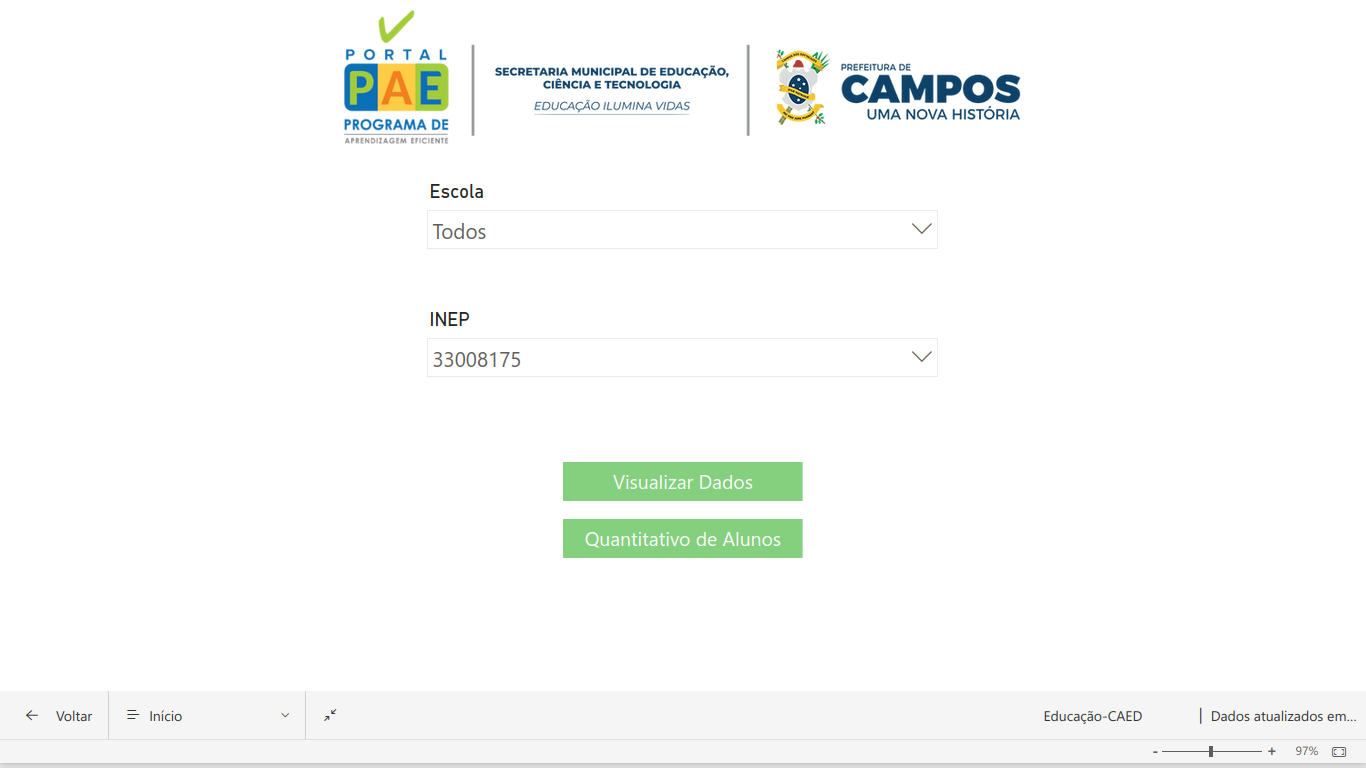 PORTAL
PAE
PROGRAMA DE
APRENDIZAGEM EFICIENTE
SECRETARIA MUNICIPAL DE EDUCAÇÃO,
CIÊNCIA E TECNOLOGIA
EDUCAÇÃO ILUMINA VIDAS
PREFEITURA DE
CAMPOS
UMA NOVA HISTÓRIA
Escola
Todos
INEP
33008175
Visualizar Dados
Quantitativo de Alunos
Voltar
Início
Educação-CAED
| Dados atualizados em...
- + 97%